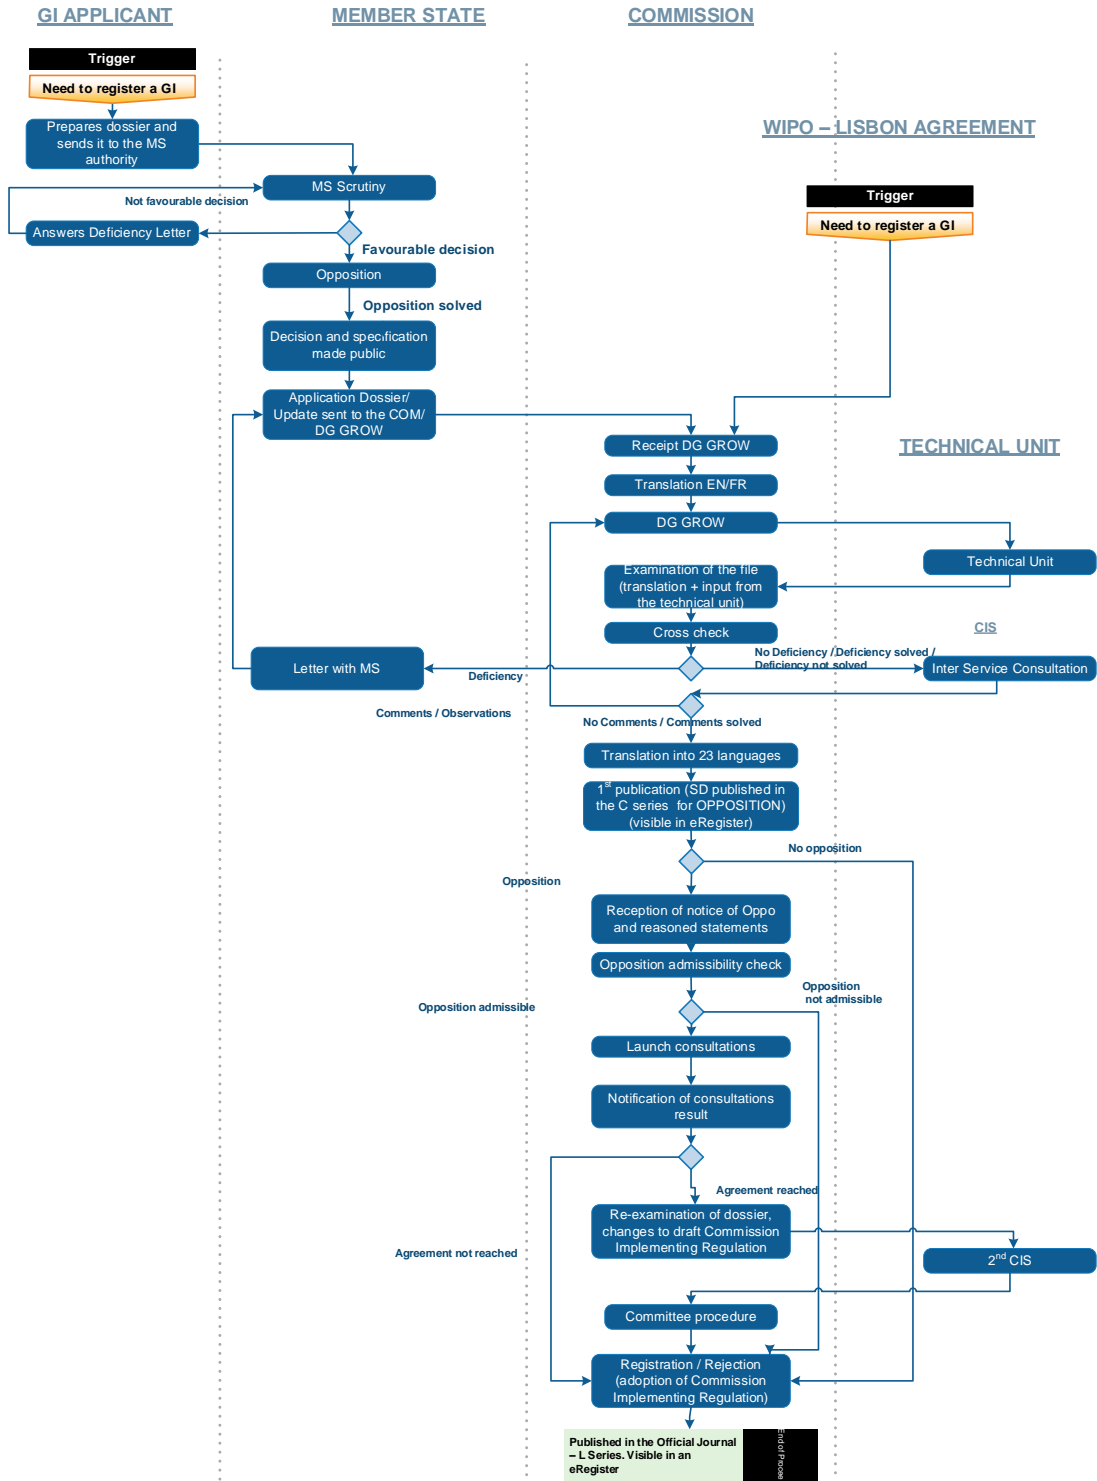 GI APPLICANT
MEMBER STATE
COMMISSION
Trigger
Need to register a GI
Prepares dossier and
sends it to the MS
authority
WIPO – LISBON AGREEMENT
MS Scrutiny
Not favourable decision
Trigger
Need to register a GI
Answers Deficiency Letter
Favourable decision
Opposition
Opposition solved
Decision and specification
made public
Application Dossier/
Update sent to the COM/
DG GROW
Receipt DG GROW
TECHNICAL UNIT
Translation EN/FR
DG GROW
Technical Unit
Examination of the file
(translation + input from
the technical unit)
Cross check
CIS
No Deficiency / Deficiency solved /
Deficiency not solved
Letter with MS
Deficiency
Inter Service Consultation
Comments / Observations
No Comments / Comments solved
Translation into 23 languages
1st publication (SD published in
the C series for OPPOSITION)
(visible in eRegister)
No opposition
Opposition
Reception of notice of Oppo
and reasoned statements
Opposition admissibility check
Opposition
not admissible
Opposition admissible
Launch consultations
Notification of consultations
result
Agreement reached
Re-examination of dossier,
changes to draft Commission
Implementing Regulation
Agreement not reached
2nd CIS
Committee procedure
Registration / Rejection
(adoption of Commission
Implementing Regulation)
Published in the Official Journal
– L Series. Visible in an
eRegister
End of Proce